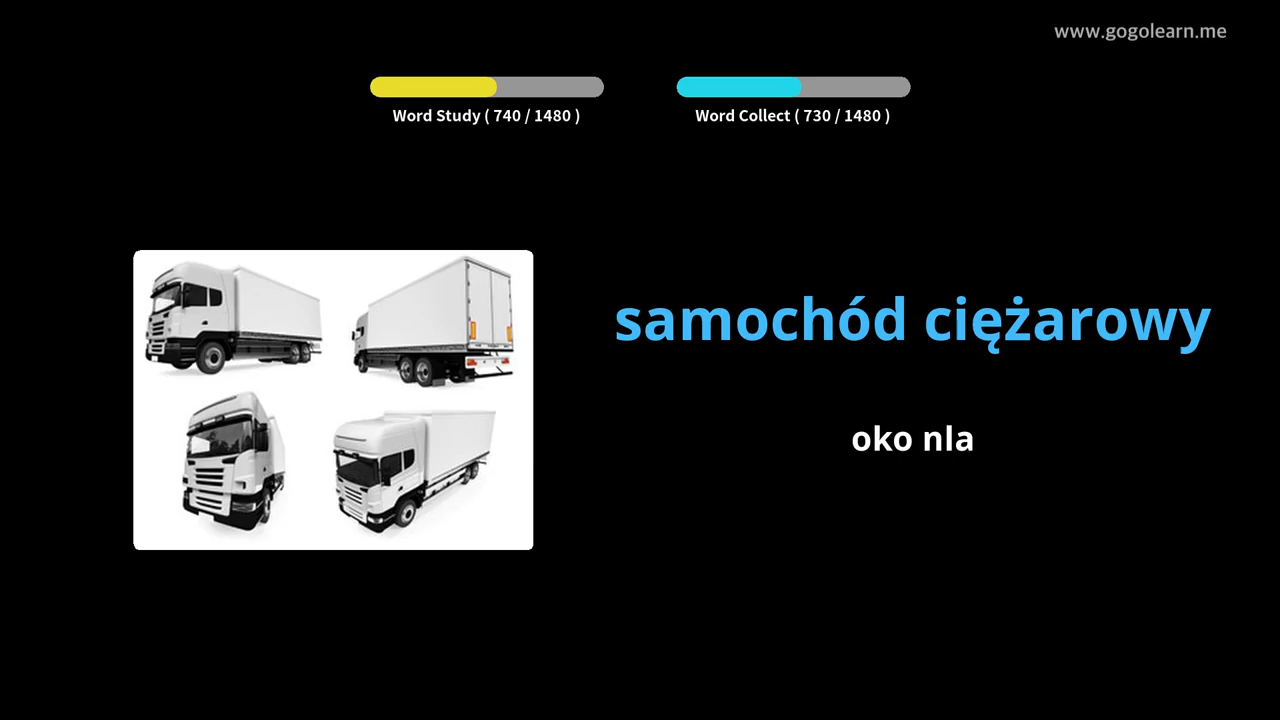 www.gogolearn.me
Word Study ( 740 / 1480 )
Word Collect ( 730 / 1480 )
samochód ciężarowy
oko nla